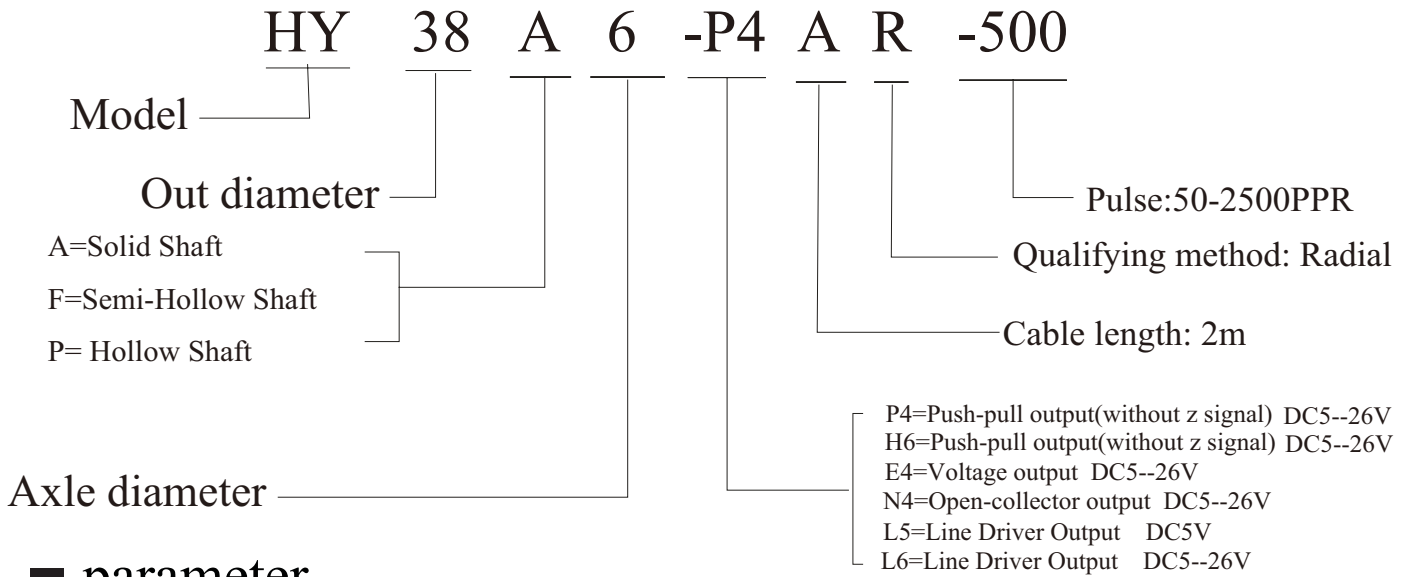 HY 38 A 6 -P4 A R -500
Model
Out diameter
Pulse:50-2500PPR
A=Solid Shaft
Qualifying method: Radial
F=Semi-Hollow Shaft
Cable length: 2m
P= Hollow Shaft
P4=Push-pull output(without z signal) DC5--26V
H6=Push-pull output(without z signal) DC5--26V
E4=Voltage output DC5--26V
Axle diameter
N4=Open-collector output DC5--26V
L5=Line Driver Output DC5V
L6=Line Driver Output DC5--26V
parameter